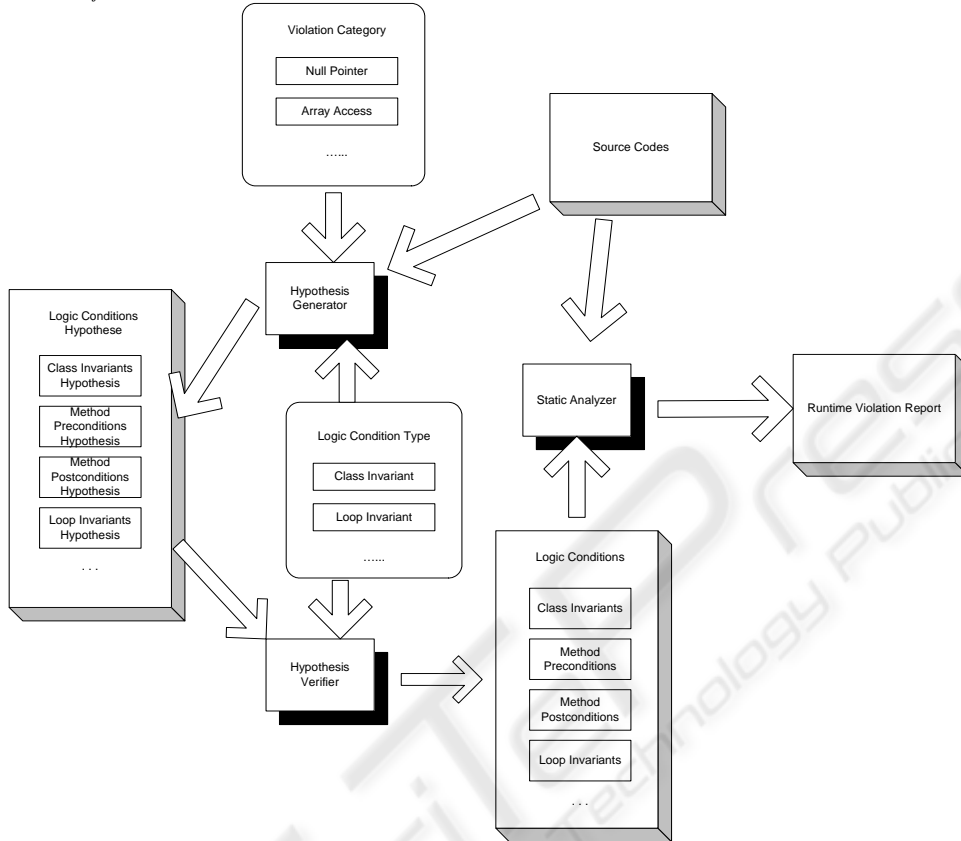 Violation Category
Null Pointer
Array Access
…...
Source Codes
Hypothesis
Generator
Logic Conditions
Hypothese
Class Invariants
Hypothesis
Method
Preconditions
Hypothesis
Method
Postconditions
Hypothesis
Loop Invariants
Hypothesis
. . .
Logic Condition Type
Class Invariant
Loop Invariant
…...
Static Analyzer
Runtime Violation Report
Hypothesis
Verifier
Logic Conditions
Class Invariants
Method
Preconditions
Method
Postconditions
Loop Invariants
. . .